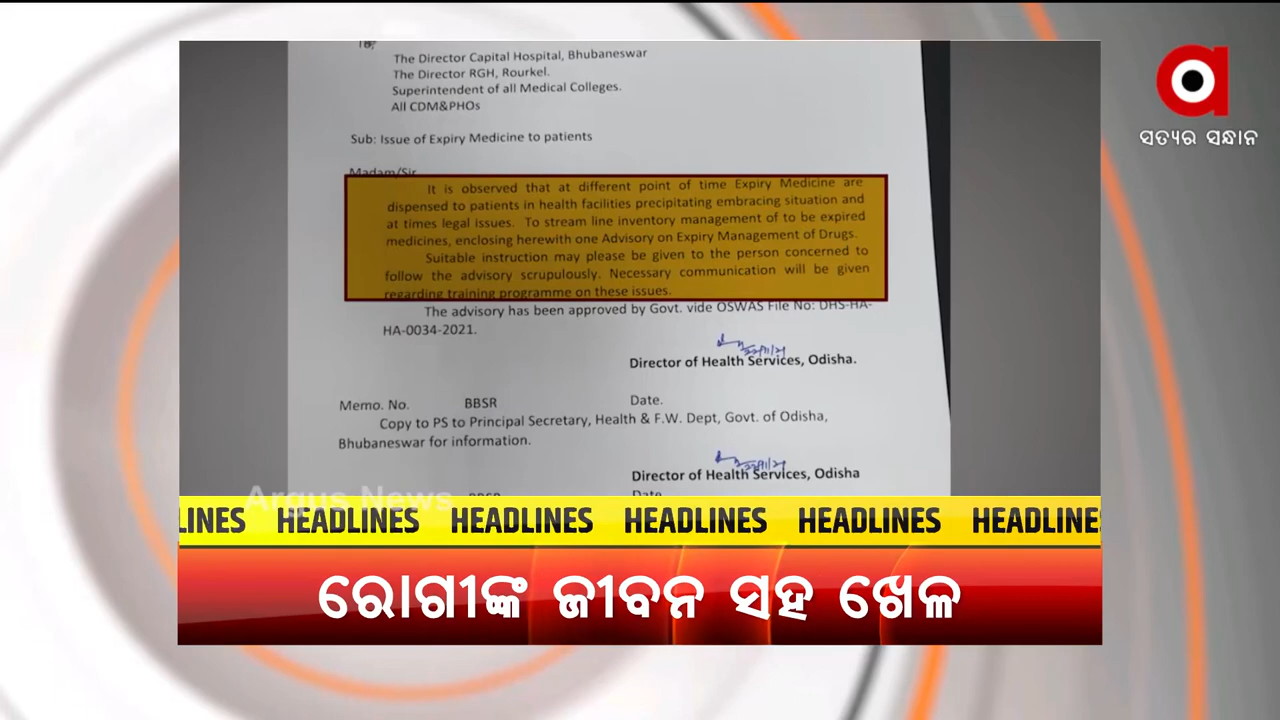 The Director Capital Hospital, Bhubaneswar
The Director RGH, Rourkel.
Superintendent of all Medical Colleges.
All CDM&PHOs
Sub: Issue of Expiry Medicine to patients
Madam/Sir
It is observed that at different point of time Expiry Medicine are
dispensed to patients in health facilities precipitating embracing situation and
at times legal issues. To stream line inventory management of to be expired
medicines, enclosing herewith one Advisory on Expiry Management of Drugs.
Suitable instruction may please be given to the person concerned to
follow the advisory scrupulously. Necessary communication will be given
regarding training programme on these issues.
The advisory has been approved by Govt. vide OSWAS File No: DHS-HA-
HA-0034-2021.
Director of Health Services, Odisha.
Memo. No. BBSR Date.
Copy to PS to Principal Secretary, Health & F.W. Dept, Govt. of Odisha,
Bhubaneswar for information.
Director of Health Services, Odisha
BBSR Date
ସତ୍ୟର ସନ୍ଧାନ
Argus News
LINES HEADLINES HEADLINES HEADLINES HEADLINES HEADLINE
ରୋଗୀଙ୍କ ଜୀବନ ସହ ଖେଳ